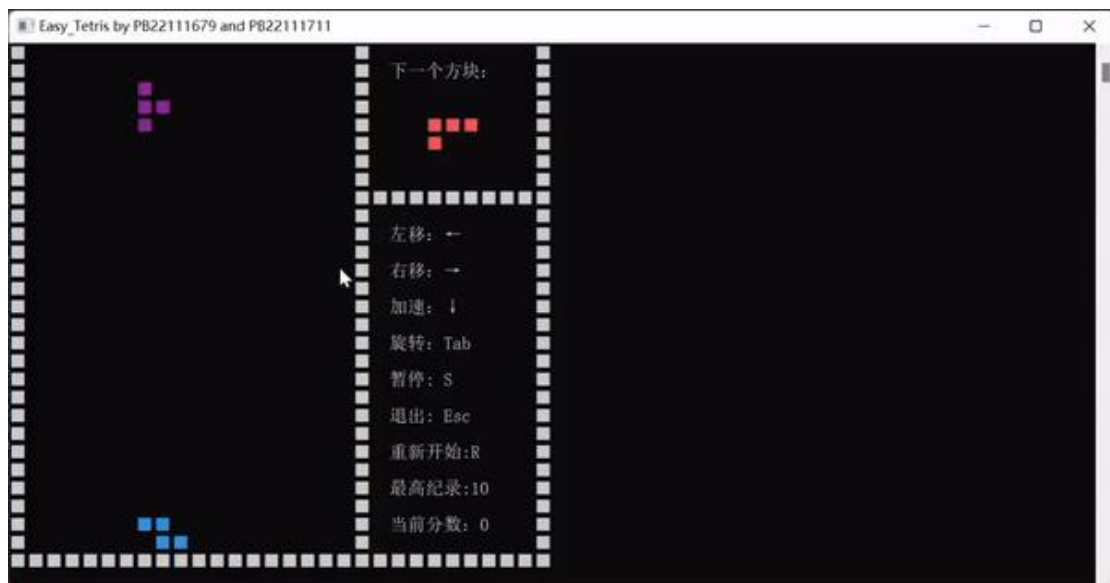 Easy_Tetris by PB22111679 and PB22111711
下一个方块：
左移：←
右移：→
加速：↓
旋转：Tab
暂停：S
退出：Esc
重新开始:R
最高纪录:10
当前分数：0